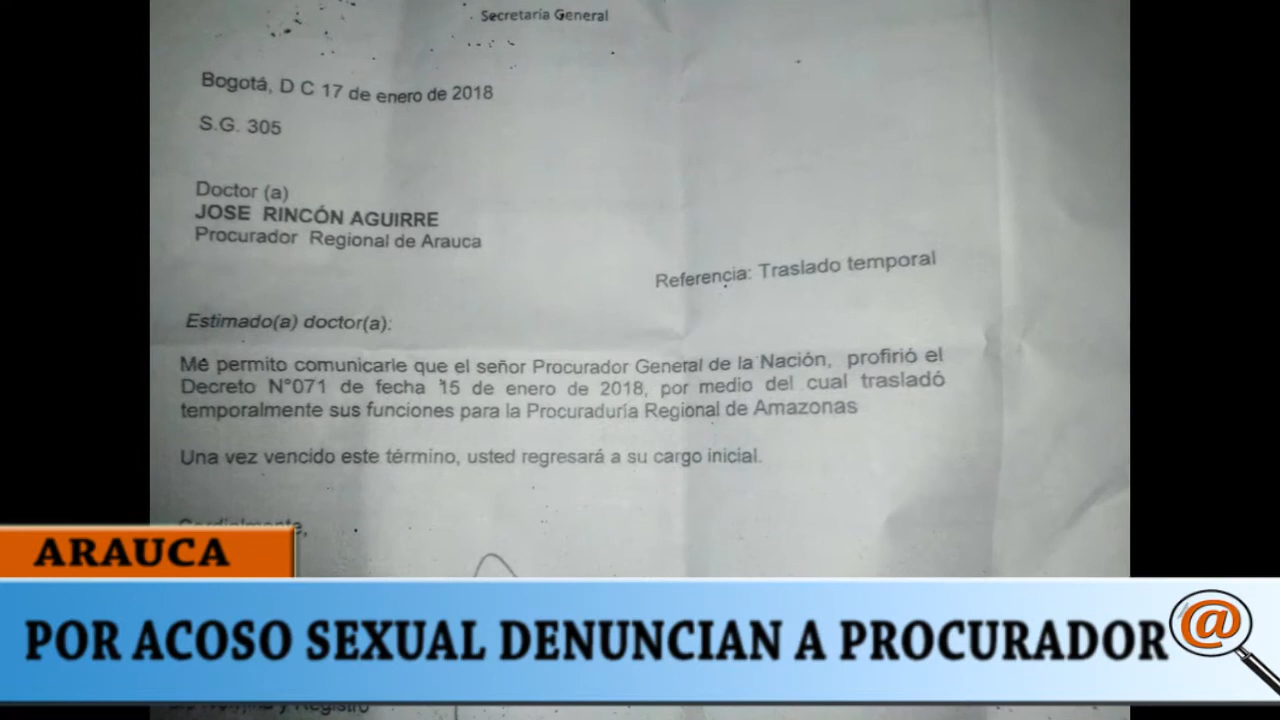 Secretaría General
Bogotá, D C 17 de enero de 2018
S.G. 305
Doctor (a)
JOSE RINCÓN AGUIRRE
Procurador Regional de Arauca
Referencia: Traslado temporal
Estimado(a) doctor(a):
Me permito comunicarle que el señor Procurador General de la Nación, profirió el
Decreto N°071 de fecha 15 de enero de 2018, por medio del cual trasladó
temporalmente sus funciones para la Procuraduría Regional de Amazonas
Una vez vencido este término, usted regresará a su cargo inicial.
Cordialmente,
ARAUCA
POR ACOSO SEXUAL DENUNCIAN A PROCURADOR
@
y Registro